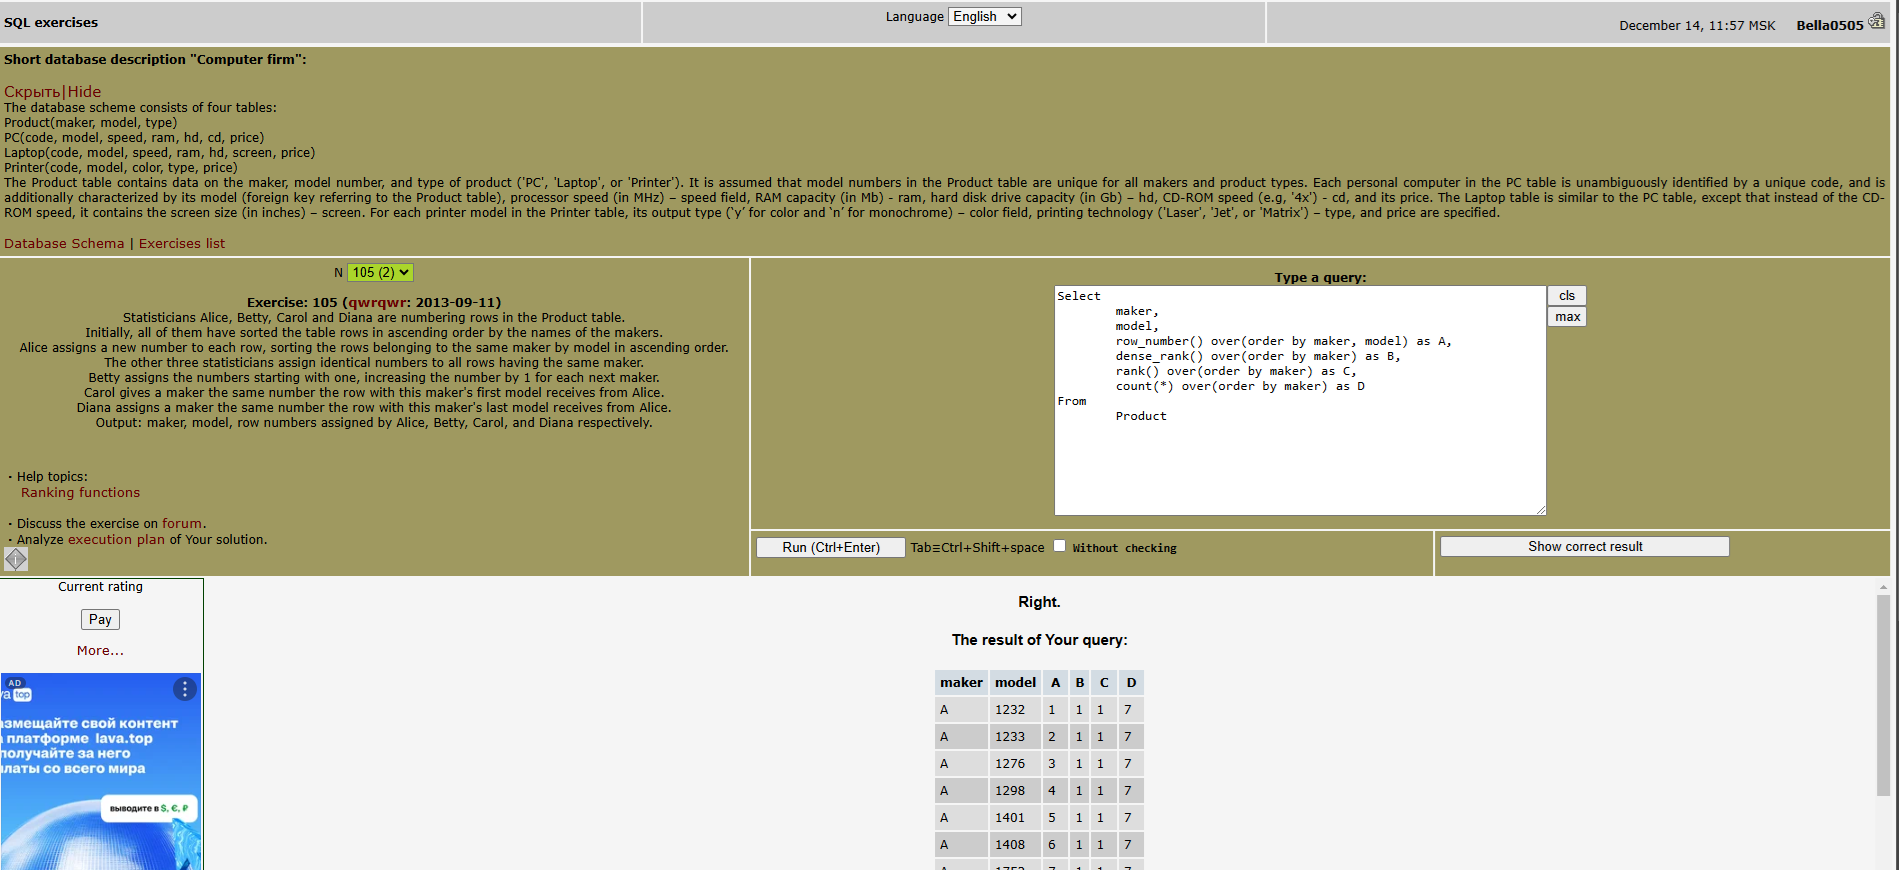 SQL exercises
Language English
December 14, 11:57 MSK Bella0505
Short database description "Computer firm":
Скрыть|Hide
The database scheme consists of four tables:
Product(maker, model, type)
PC(code, model, speed, ram, hd, cd, price)
Laptop(code, model, speed, ram, hd, screen, price)
Printer(code, model, color, type, price)
The Product table contains data on the maker, model number, and type of product ('PC', 'Laptop', or 'Printer'). It is assumed that model numbers in the Product table are unique for all makers and product types. Each personal computer in the PC table is unambiguously identified by a unique code, and is
additionally characterized by its model (foreign key referring to the Product table), processor speed (in MHz) – speed field, RAM capacity (in Mb) - ram, hard disk drive capacity (in Gb) – hd, CD-ROM speed (e.g, '4x') - cd, and its price. The Laptop table is similar to the PC table, except that instead of the CD-
ROM speed, it contains the screen size (in inches) – screen. For each printer model in the Printer table, its output type (‘y’ for color and ‘n’ for monochrome) – color field, printing technology ('Laser', 'Jet', or 'Matrix') – type, and price are specified.
Database Schema | Exercises list
N 105 (2)
Exercise: 105 (qwrqwr: 2013-09-11)
Statisticians Alice, Betty, Carol and Diana are numbering rows in the Product table.
Initially, all of them have sorted the table rows in ascending order by the names of the makers.
Alice assigns a new number to each row, sorting the rows belonging to the same maker by model in ascending order.
The other three statisticians assign identical numbers to all rows having the same maker.
Betty assigns the numbers starting with one, increasing the number by 1 for each next maker.
Carol gives a maker the same number the row with this maker's first model receives from Alice.
Diana assigns a maker the same number the row with this maker's last model receives from Alice.
Output: maker, model, row numbers assigned by Alice, Betty, Carol, and Diana respectively.
· Help topics:
Ranking functions
· Discuss the exercise on forum.
· Analyze execution plan of Your solution.
Type a query:
Select
maker,
model,
row_number() over(order by maker, model) as A,
dense_rank() over(order by maker) as B,
rank() over(order by maker) as C,
count(*) over(order by maker) as D
From
Product
cls
max
Run (Ctrl+Enter) Tab≡Ctrl+Shift+space Without checking
Show correct result
Current rating
Pay
More...
AD
va top
азмещайте свой контент
платформе lava.top
получайте за него
латы со всего мира
выводите в $, €, ₽
Right.
The result of Your query:
maker model A B C D
A 1232 1 1 1 7
A 1233 2 1 1 7
A 1276 3 1 1 7
A 1298 4 1 1 7
A 1401 5 1 1 7
A 1408 6 1 1 7